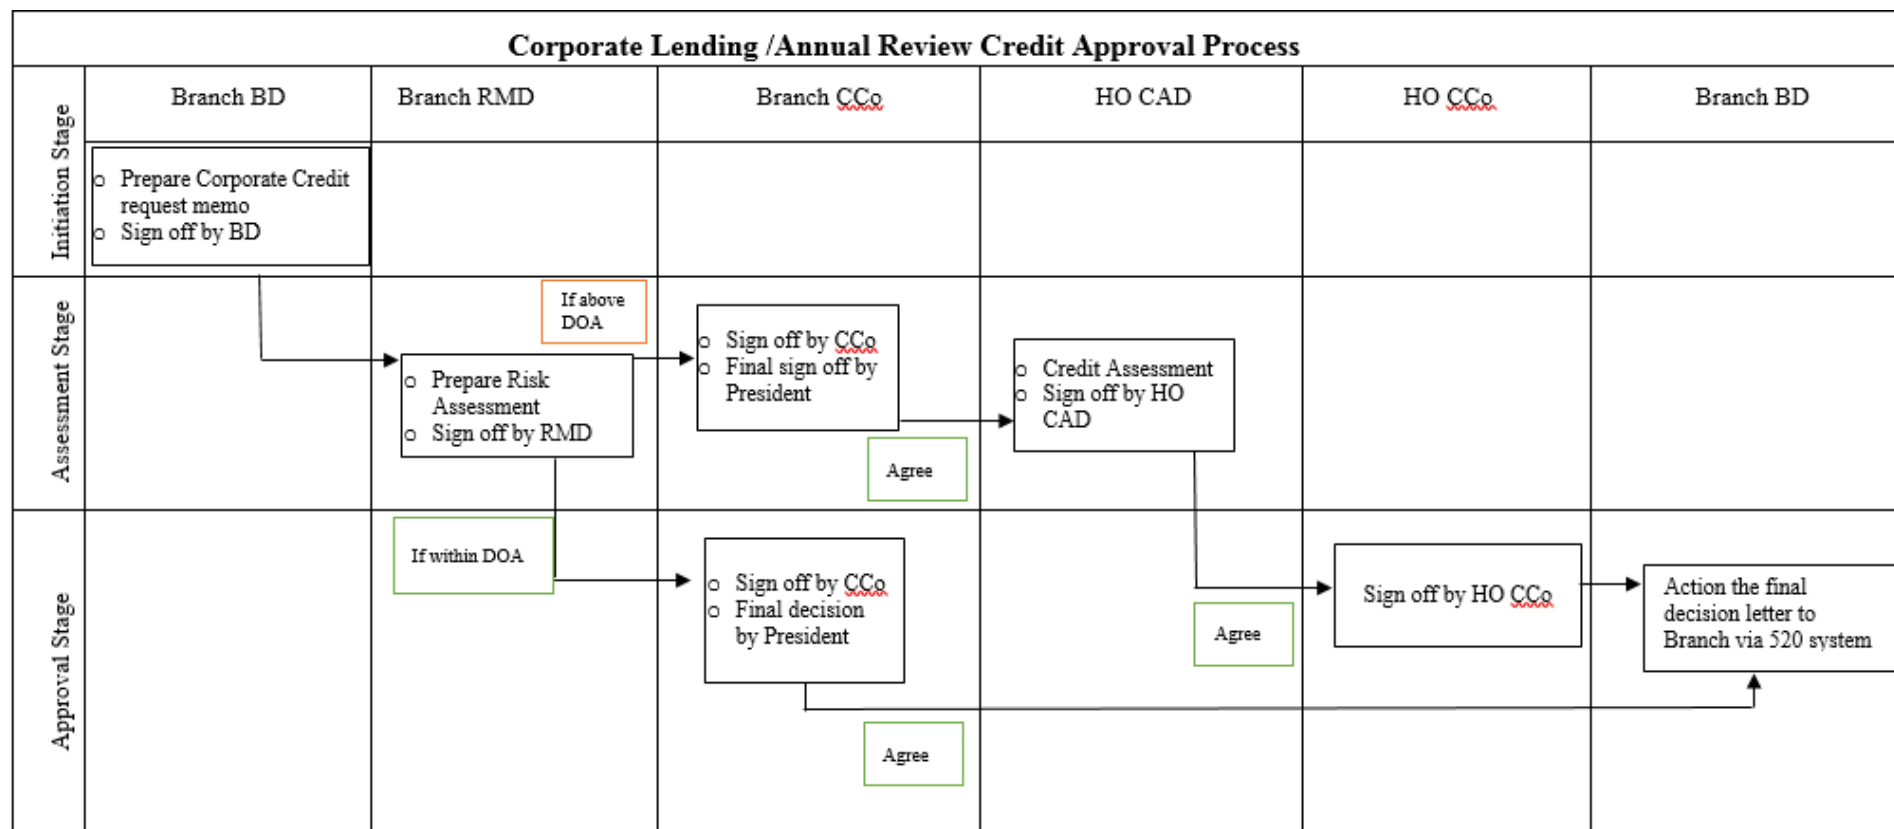 Corporate Lending /Annual Review Credit Approval Process
Branch BD
Branch RMD
Branch CCo
HO CAD
HO CCo
Branch BD
Initiation Stage
o Prepare Corporate Credit
request memo
o Sign off by BD
Assessment Stage
If above
DOA
o Prepare Risk
Assessment
o Sign off by RMD
o Sign off by CCo
o Final sign off by
President
Agree
o Credit Assessment
o Sign off by HO
CAD
Approval Stage
If within DOA
o Sign off by CCo
o Final decision
by President
Agree
Agree
Sign off by HO CCo
Action the final
decision letter to
Branch via 520 system